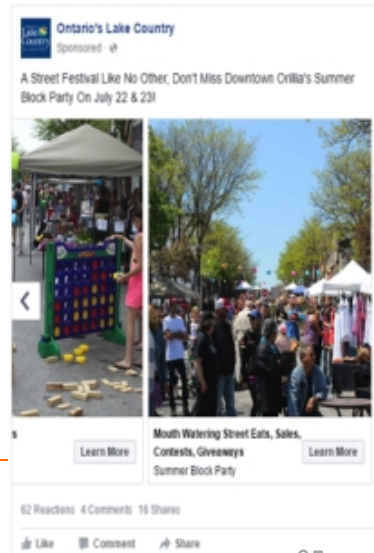 Lake
Country
Ontario's Lake Country
Sponsored ·
A Street Festival Like No Other, Don't Miss Downtown Orillia's Summer
Block Party On July 22 & 23!
s
Learn More
Mouth Watering Street Eats, Sales,
Contests, Giveaways
Summer Block Party
Learn More
62 Reactions 4 Comments 16 Shares
Like Comment Share